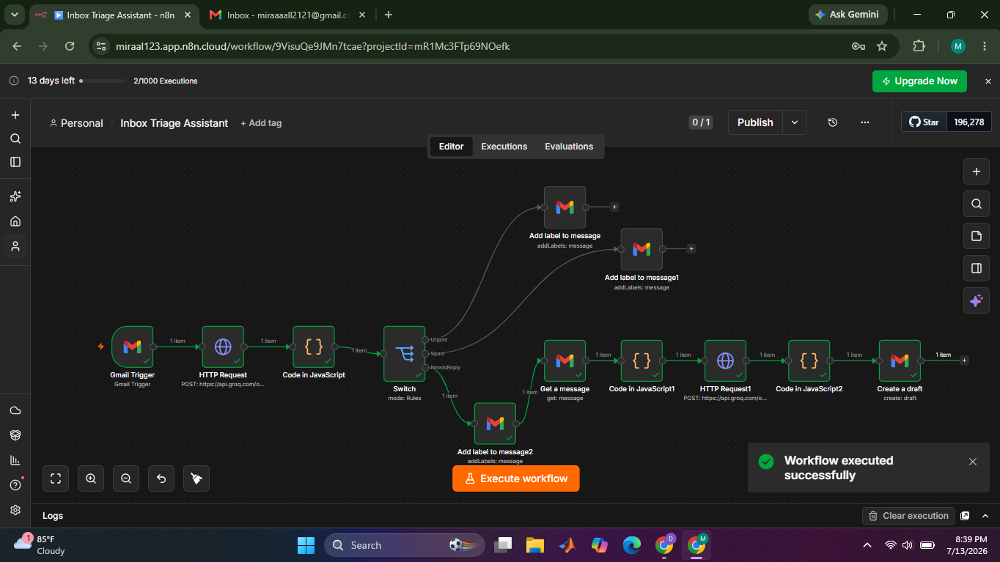 Inbox Triage Assistant - n8n
Inbox - miraaaall2121@gmail.co
Ask Gemini
miraal123.app.n8n.cloud/workflow/9VisuQe9JMn7tcae?projectId=mR1Mc3FTp69NOefk
M
13 days left
2/1000 Executions
Upgrade Now
Personal / Inbox Triage Assistant + Add tag
0 / 1
Publish
Star 196,278
Editor
Executions
Evaluations
Add label to message
addLabels: message
Add label to message1
addLabels: message
1 item
1 item
1 item
Urgent
Spam
NeedsReply
1 item
1 item
1 item
1 item
1 item
1 item
1 item
Gmail Trigger
Gmail Trigger
HTTP Request
POST: https://api.groq.com/o...
Code in JavaScript
Switch
mode: Rules
Get a message
get: message
Code in JavaScript1
HTTP Request1
POST: https://api.groq.com/o...
Code in JavaScript2
Create a draft
create: draft
Add label to message2
addLabels: message
Execute workflow
Workflow executed
successfully
Logs
Clear execution
1
85°F
Cloudy
Search
D
M
8:39 PM
7/13/2026